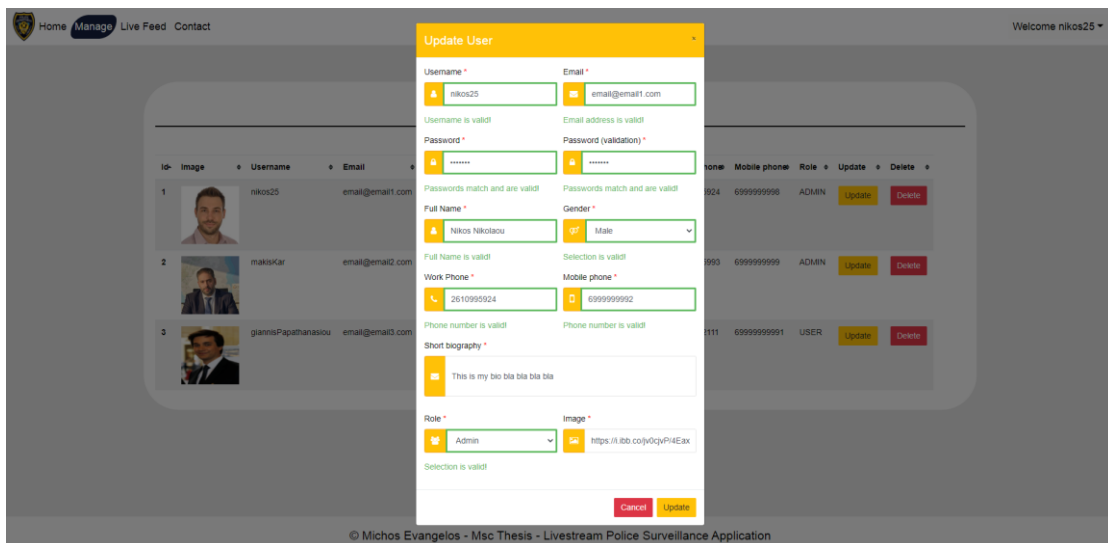 Home Manage Live Feed Contact Welcome nikos25
Update User
×
Username * Email *
nikos25 email@email1.com
Username is valid! Email address is valid!
Password * Password (validation) *
••••••• •••••••
Passwords match and are valid! Passwords match and are valid!
Full Name * Gender *
Nikos Nikolaou Male
Full Name is valid! Selection is valid!
Work Phone * Mobile phone *
2610995924 6999999992
Phone number is valid! Phone number is valid!
Short biography *
This is my bio bla bla bla bla
Role * Image *
Admin https://i.ibb.co/jv0cjvP/4Eax
Selection is valid!
Cancel Update
Id Image Username Email Mobile phone Role Update Delete
1 nikos25 email@email1.com 5924 6999999998 ADMIN Update Delete
2 makisKar email@email2.com 5993 6999999999 ADMIN Update Delete
3 giannisPapathanasiou email@email3.com 2111 69999999991 USER Update Delete
© Michos Evangelos - Msc Thesis - Livestream Police Surveillance Application